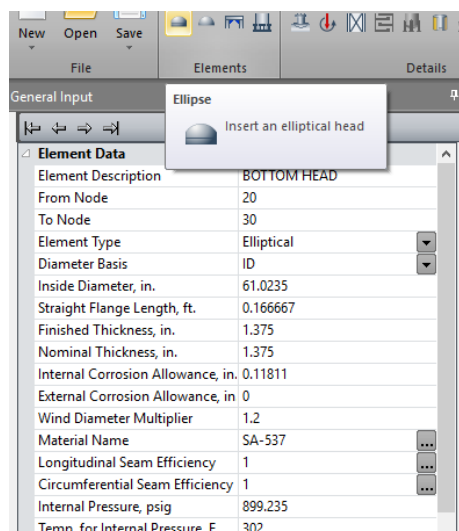 New Open Save
File Elements Details
General Input
Ellipse
Insert an elliptical head
Element Data
Element Description BOTTOM HEAD
From Node 20
To Node 30
Element Type Elliptical
Diameter Basis ID
Inside Diameter, in. 61.0235
Straight Flange Length, ft. 0.166667
Finished Thickness, in. 1.375
Nominal Thickness, in. 1.375
Internal Corrosion Allowance, in. 0.11811
External Corrosion Allowance, in 0
Wind Diameter Multiplier 1.2
Material Name SA-537
Longitudinal Seam Efficiency 1
Circumferential Seam Efficiency 1
Internal Pressure, psig 899.235
Temp. for Internal Pressure, F 302